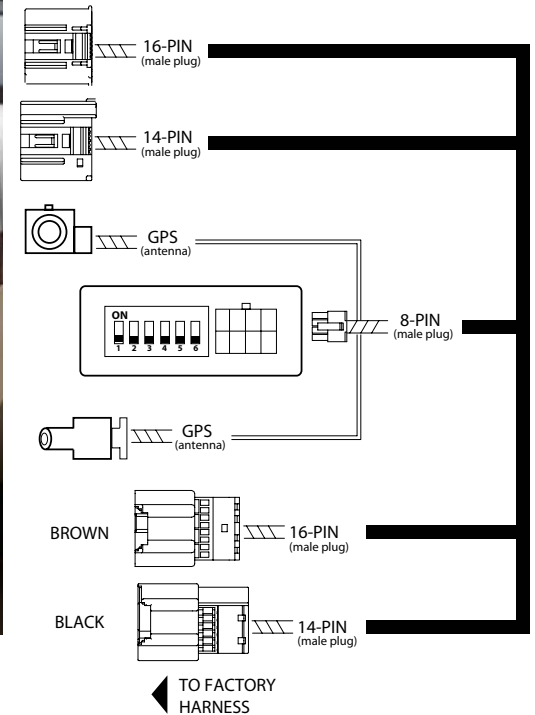 16-PIN
(male plug)
14-PIN
(male plug)
GPS
(antenna)
ON
1 2 3 4 5 6
8-PIN
(male plug)
GPS
(antenna)
BROWN
16-PIN
(male plug)
BLACK
14-PIN
(male plug)
TO FACTORY
HARNESS